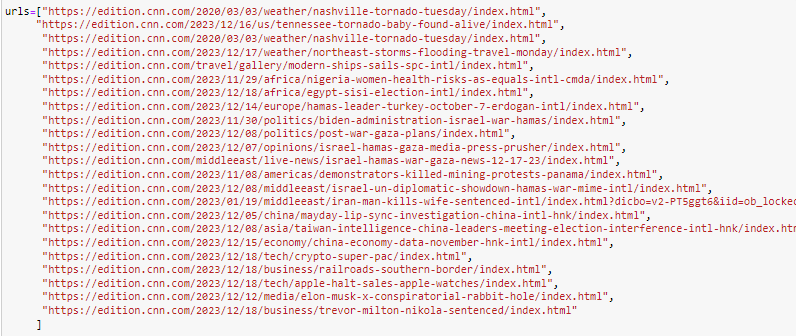 urls=["https://edition.cnn.com/2020/03/03/weather/nashville-tornado-tuesday/index.html",
"https://edition.cnn.com/2023/12/16/us/tennessee-tornado-baby-found-alive/index.html",
"https://edition.cnn.com/2020/03/03/weather/nashville-tornado-tuesday/index.html",
"https://edition.cnn.com/2023/12/17/weather/northeast-storms-flooding-travel-monday/index.html",
"https://edition.cnn.com/travel/gallery/modern-ships-sails-spc-intl/index.html",
"https://edition.cnn.com/2023/11/29/africa/nigeria-women-health-risks-as-equals-intl-cmda/index.html",
"https://edition.cnn.com/2023/12/18/africa/egypt-sisi-election-intl/index.html",
"https://edition.cnn.com/2023/12/14/europe/hamas-leader-turkey-october-7-erdogan-intl/index.html",
"https://edition.cnn.com/2023/11/30/politics/biden-administration-israel-war-hamas/index.html",
"https://edition.cnn.com/2023/12/08/politics/post-war-gaza-plans/index.html",
"https://edition.cnn.com/2023/12/07/opinions/israel-hamas-gaza-media-press-prusher/index.html",
"https://edition.cnn.com/middleeast/live-news/israel-hamas-war-gaza-news-12-17-23/index.html",
"https://edition.cnn.com/2023/11/08/americas/demonstrators-killed-mining-protests-panama/index.html",
"https://edition.cnn.com/2023/12/08/middleeast/israel-un-diplomatic-showdown-hamas-war-mime-intl/index.html",
"https://edition.cnn.com/2023/01/19/middleeast/iran-man-kills-wife-sentenced-intl/index.html?dicbo=v2-PT5ggt6&iid=ob_locked
"https://edition.cnn.com/2023/12/05/china/mayday-lip-sync-investigation-china-intl-hnk/index.html",
"https://edition.cnn.com/2023/12/08/asia/taiwan-intelligence-china-leaders-meeting-election-interference-intl-hnk/index.htm
"https://edition.cnn.com/2023/12/15/economy/china-economy-data-november-hnk-intl/index.html",
"https://edition.cnn.com/2023/12/18/tech/crypto-super-pac/index.html",
"https://edition.cnn.com/2023/12/18/business/railroads-southern-border/index.html",
"https://edition.cnn.com/2023/12/18/tech/apple-halt-sales-apple-watches/index.html",
"https://edition.cnn.com/2023/12/12/media/elon-musk-x-conspiratorial-rabbit-hole/index.html",
"https://edition.cnn.com/2023/12/18/business/trevor-milton-nikola-sentenced/index.html"
]